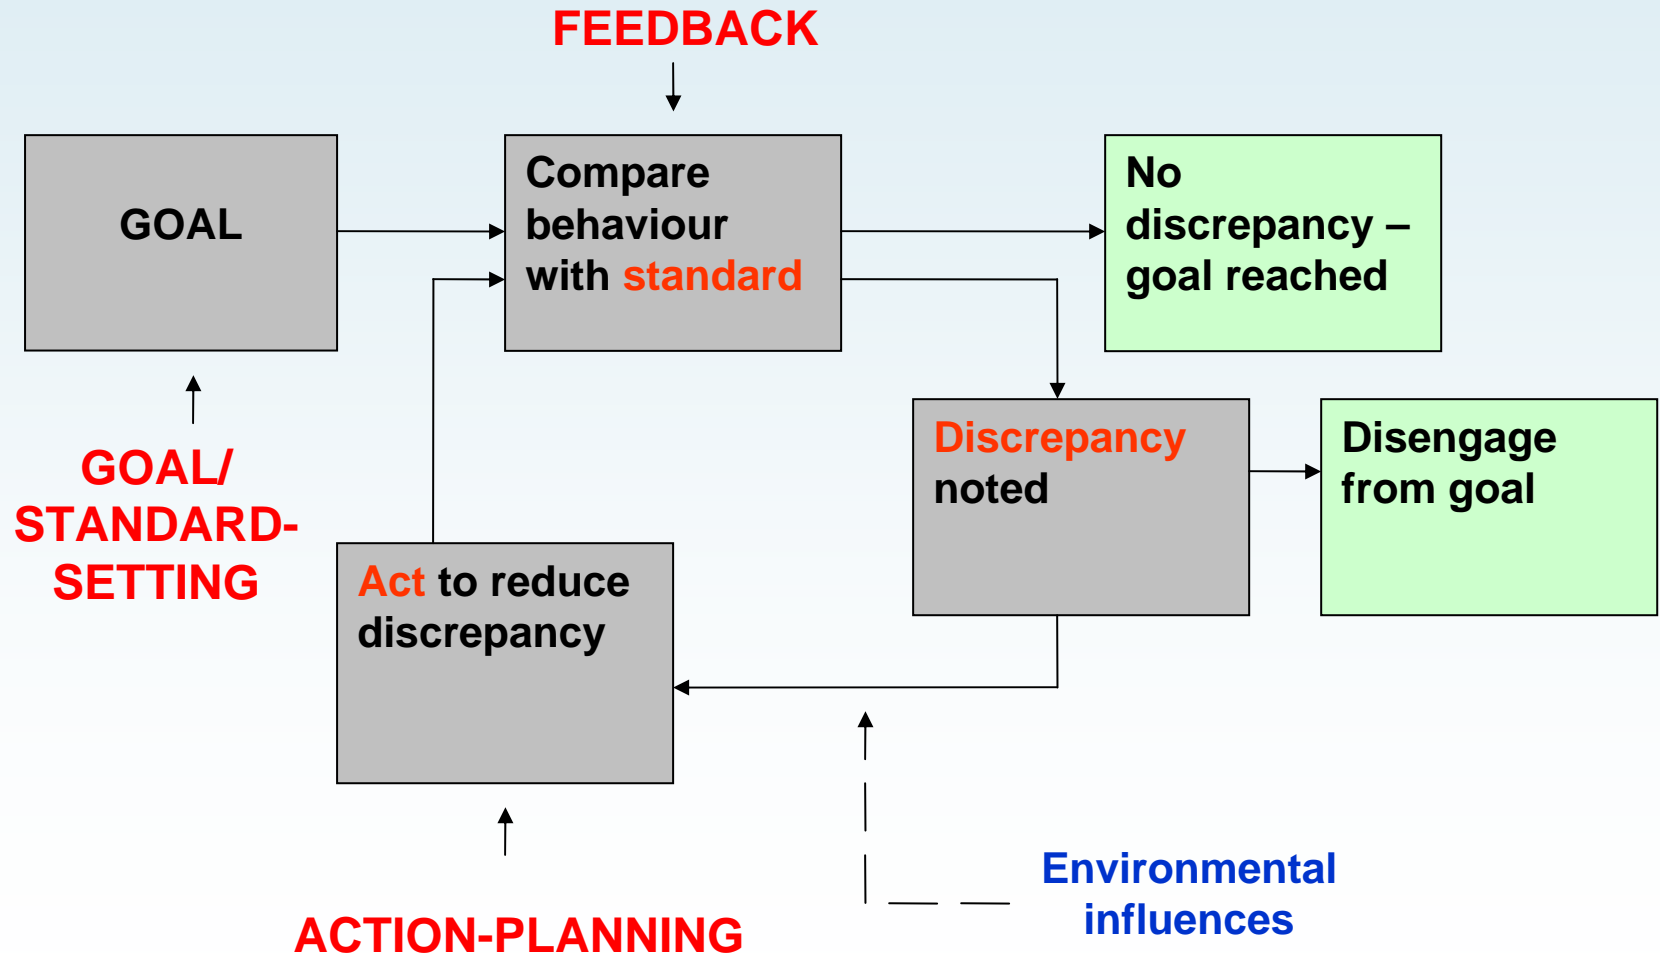 FEEDBACK
GOAL
Compare
behaviour
with standard
No
discrepancy –
goal reached
GOAL/
STANDARD-
SETTING
Discrepancy
noted
Disengage
from goal
Act to reduce
discrepancy
Environmental
influences
ACTION-PLANNING